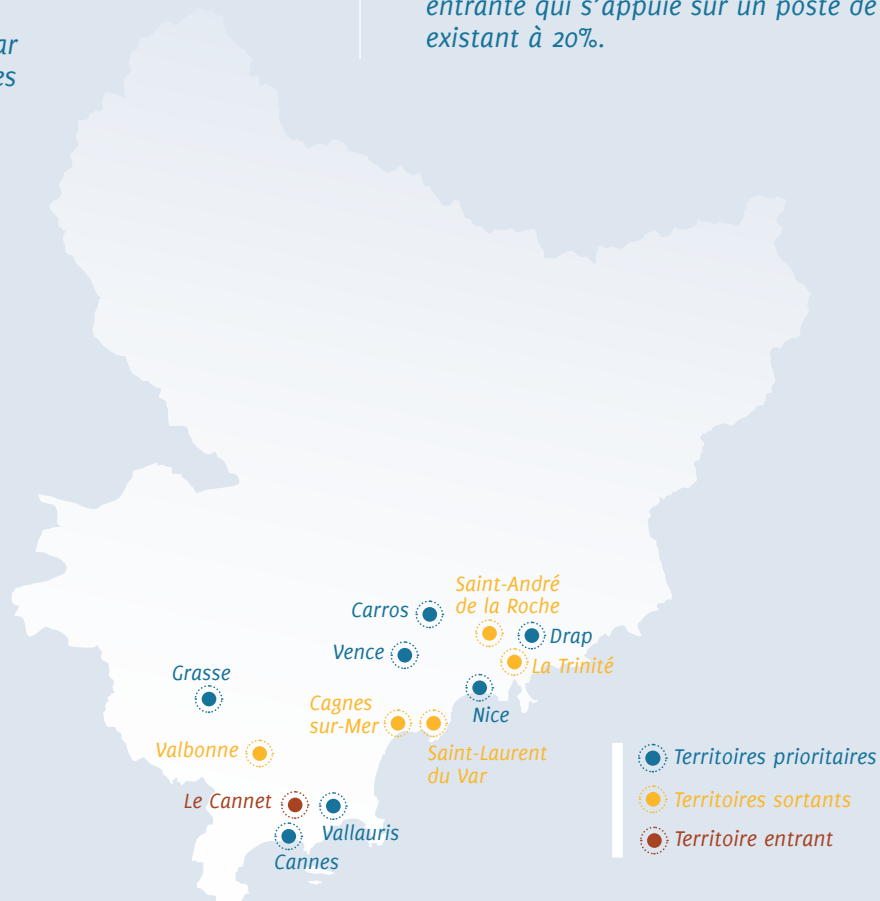 ar
es
entrante qui s'appuie sur un poste de
existant à 20%.
Saint-André
de la Roche
Carros
Drap
Vence
La Trinité
Grasse
Cagnes
sur-Mer
Nice
Valbonne
Saint-Laurent
du Var
Le Cannet
Vallauris
Cannes
Territoires prioritaires
Territoires sortants
Territoire entrant